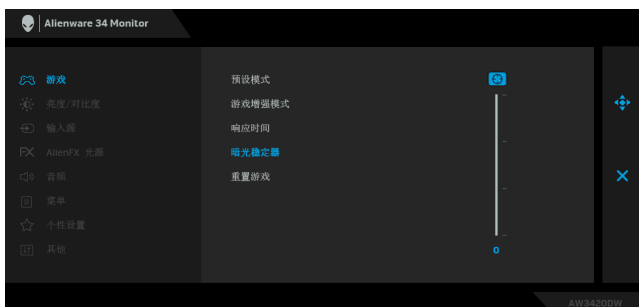 Alienware 34 Monitor
游戏
亮度/对比度
输入源
AlienFX 光源
音频
菜单
个性设置
其他
预设模式
游戏增强模式
响应时间
暗光稳定器
重置游戏
0
AW3420DW